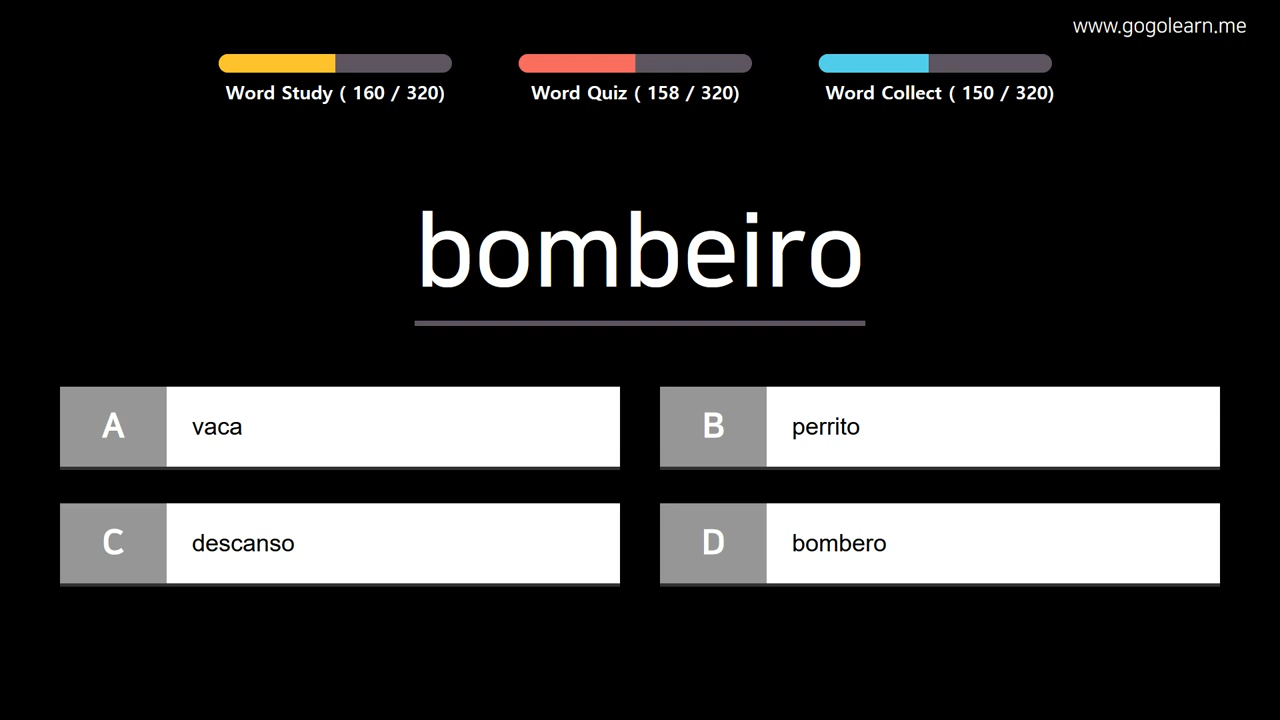 www.gogolearn.me
Word Study ( 160 / 320)
Word Quiz ( 158 / 320)
Word Collect ( 150 / 320)
bombeiro
A vaca
B perrito
C descanso
D bombero